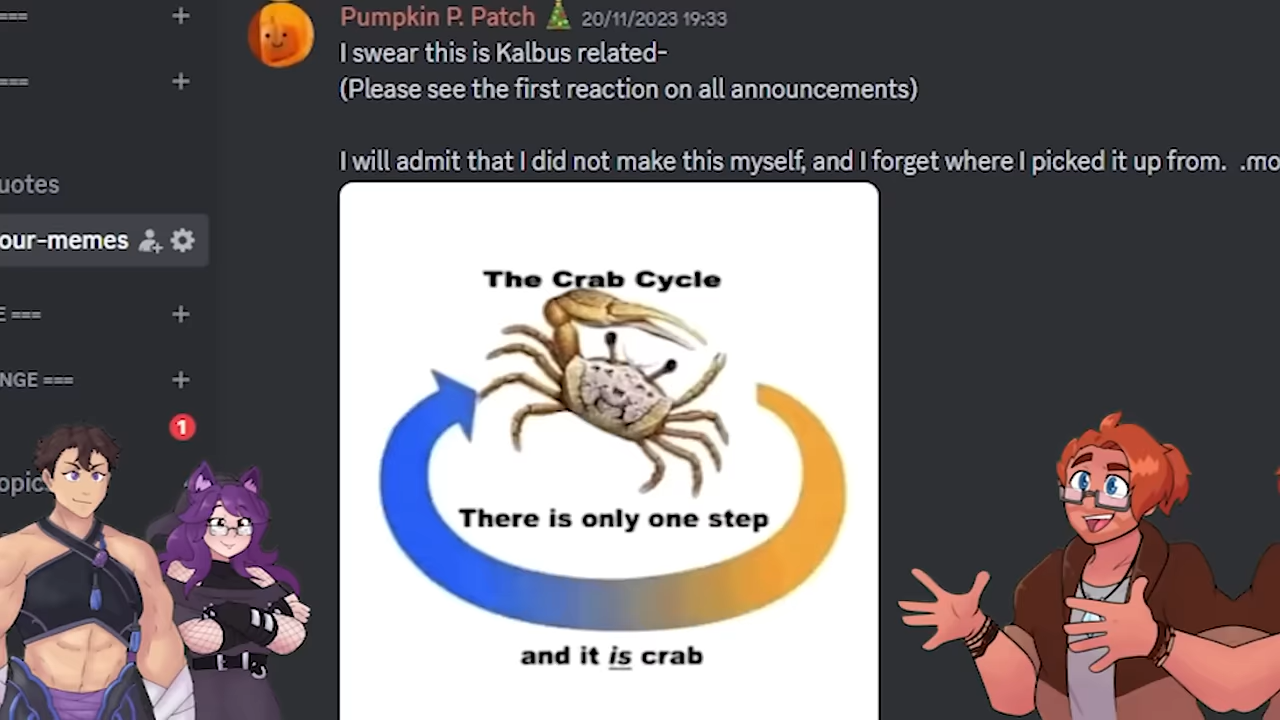 ===
+
Pumpkin P. Patch 20/11/2023 19:33
I swear this is Kalbus related-
===
+
(Please see the first reaction on all announcements)
I will admit that I did not make this myself, and I forget where I picked it up from. .mo
uotes
our-memes
The Crab Cycle
E ===
+
NGE ===
+
1
opic
There is only one step
and it is crab